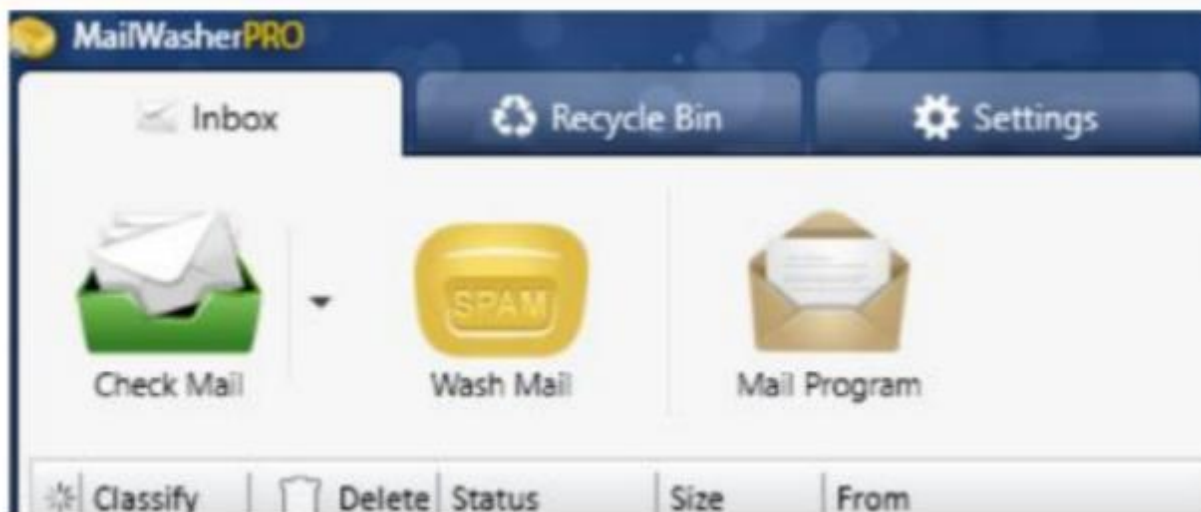 MailWasherPRO
Inbox Recycle Bin Settings
SPAM
Check Mail Wash Mail Mail Program
Classify Delete Status Size From